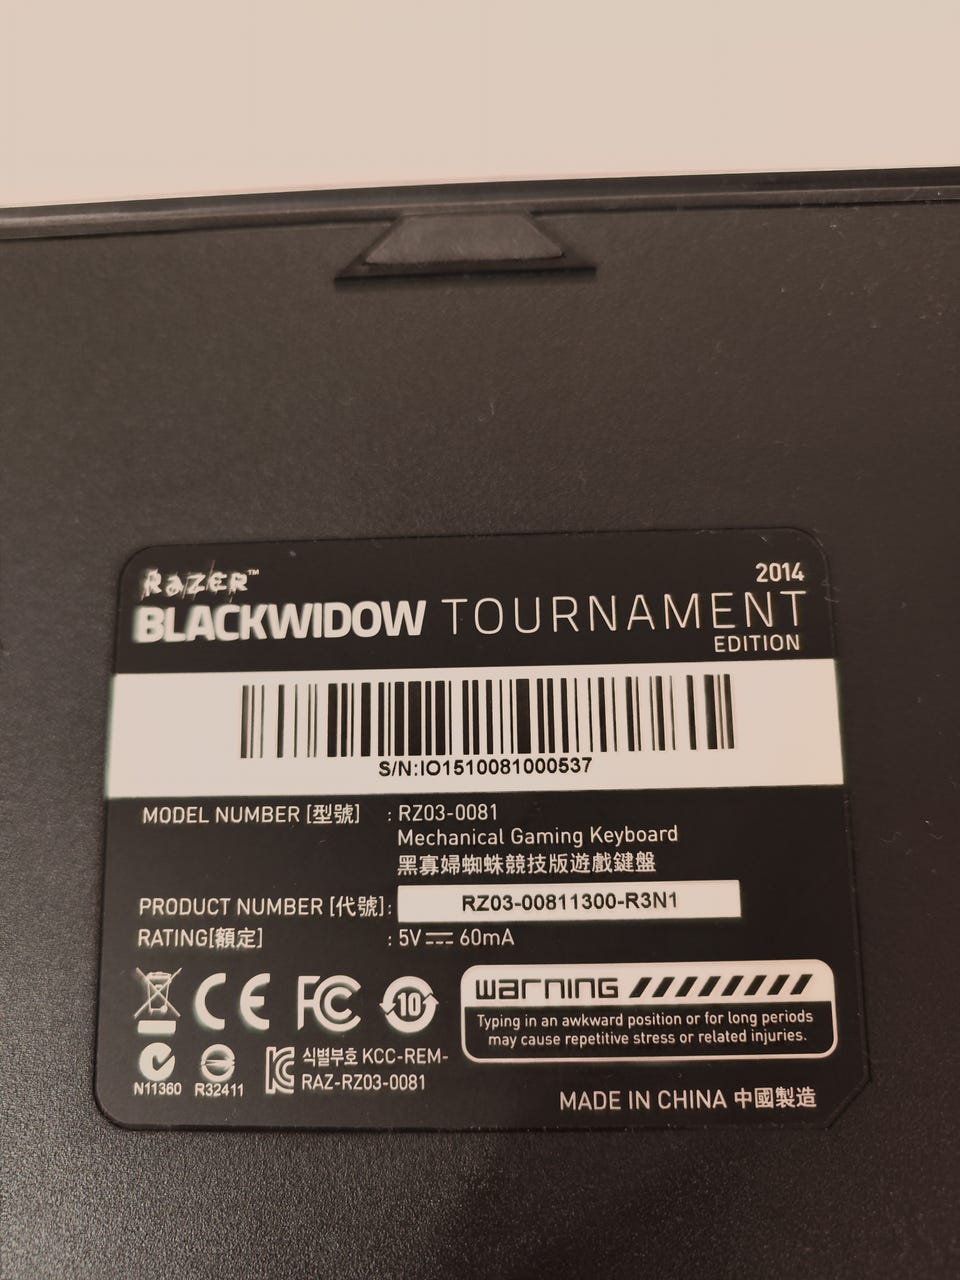 RaZER™
2014
BLACKWIDOW TOURNAMENT
EDITION
S/N:IO1510081000537
MODEL NUMBER [型號] : RZ03-0081
Mechanical Gaming Keyboard
黑寡婦蜘蛛競技版遊戲鍵盤
PRODUCT NUMBER [代號]: RZ03-00811300-R3N1
RATING[額定] : 5V⎓60mA
CE FC 10
warning
Typing in an awkward position or for long periods
may cause repetitive stress or related injuries.
N11360 R32411
식별부호 KCC-REM-
RAZ-RZ03-0081
MADE IN CHINA 中國製造